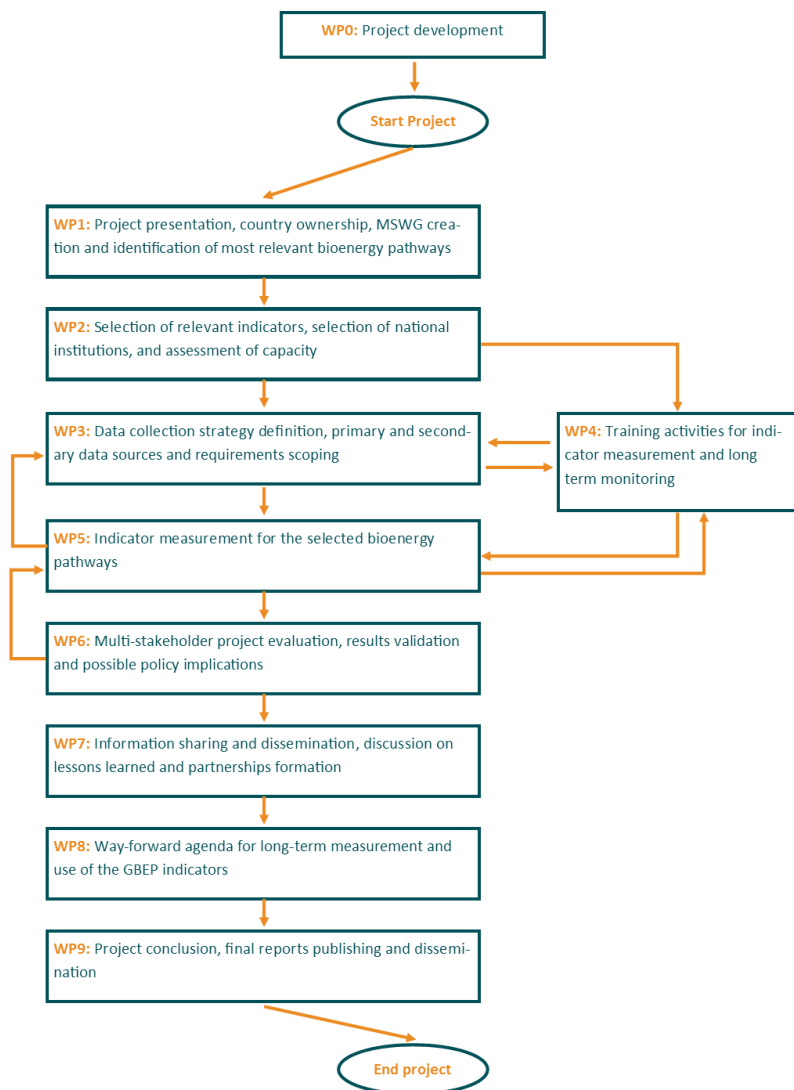 WP0: Project development
Start Project
WP1: Project presentation, country ownership, MSWG crea-
tion and identification of most relevant bioenergy pathways
WP2: Selection of relevant indicators, selection of national
institutions, and assessment of capacity
WP3: Data collection strategy definition, primary and second-
ary data sources and requirements scoping
WP4: Training activities for indi-
cator measurement and long
term monitoring
WP5: Indicator measurement for the selected bioenergy
pathways
WP6: Multi-stakeholder project evaluation, results validation
and possible policy implications
WP7: Information sharing and dissemination, discussion on
lessons learned and partnerships formation
WP8: Way-forward agenda for long-term measurement and
use of the GBEP indicators
WP9: Project conclusion, final reports publishing and dissemi-
nation
End project